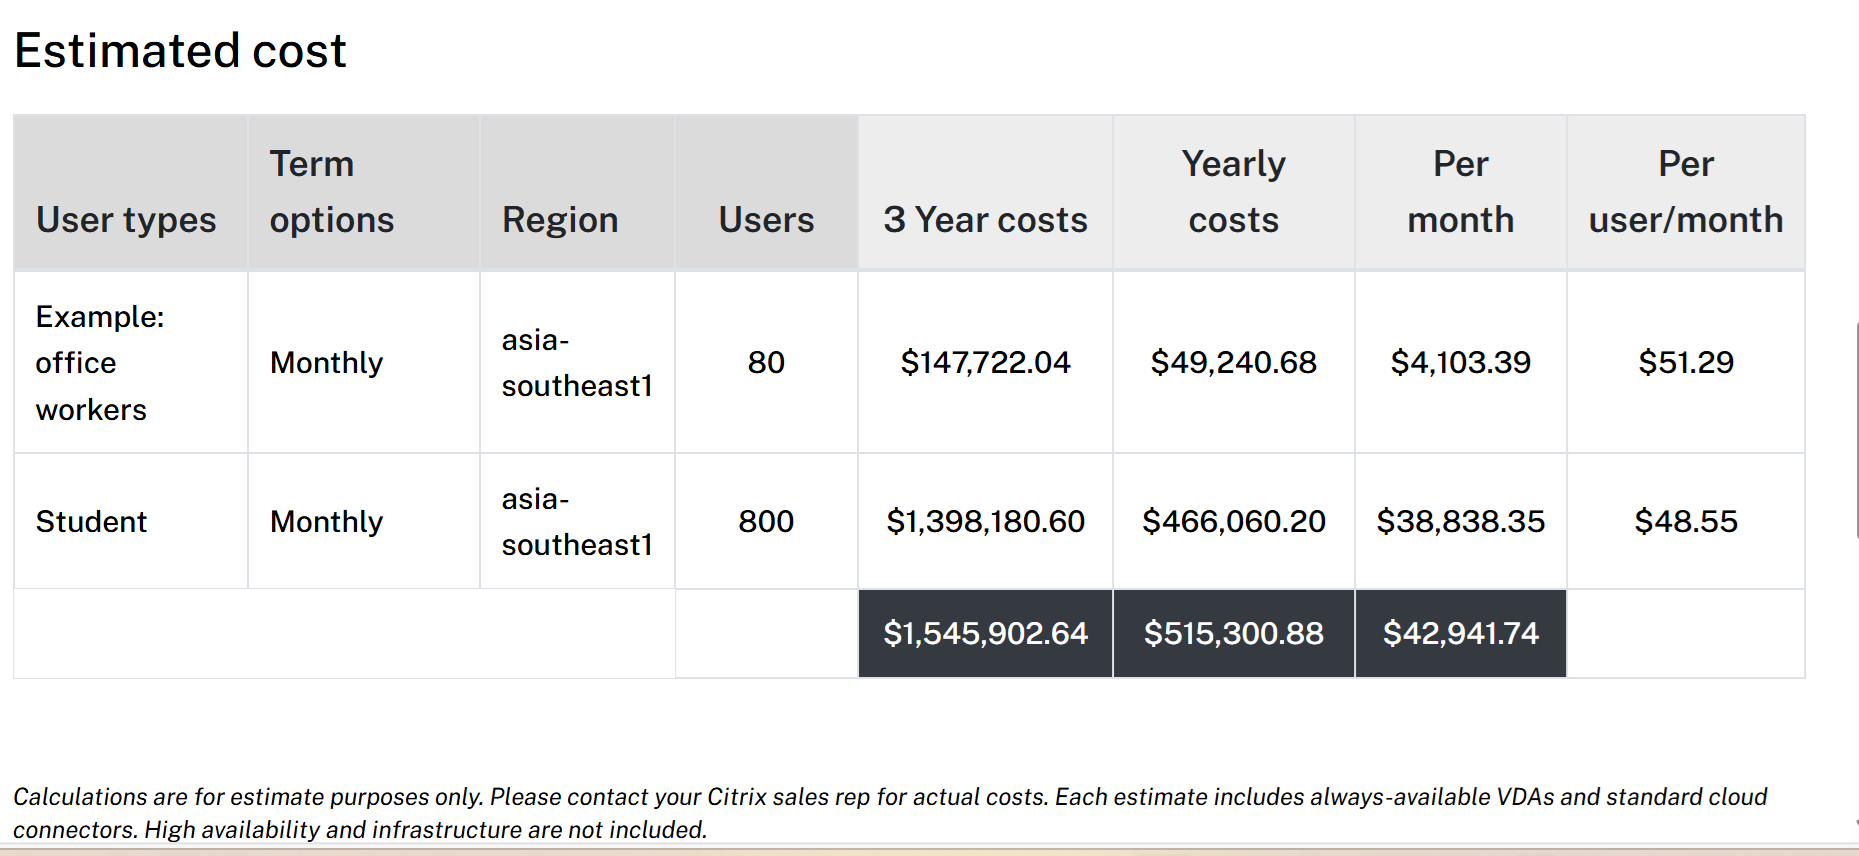 Estimated cost
User types
Term
options
Region
Users
3 Year costs
Yearly
costs
Per
month
Per
user/month
Example:
office
workers
Monthly
asia-
southeast1
80
$147,722.04
$49,240.68
$4,103.39
$51.29
Student
Monthly
asia-
southeast1
800
$1,398,180.60
$466,060.20
$38,838.35
$48.55
$1,545,902.64
$515,300.88
$42,941.74
Calculations are for estimate purposes only. Please contact your Citrix sales rep for actual costs. Each estimate includes always-available VDAs and standard cloud
connectors. High availability and infrastructure are not included.